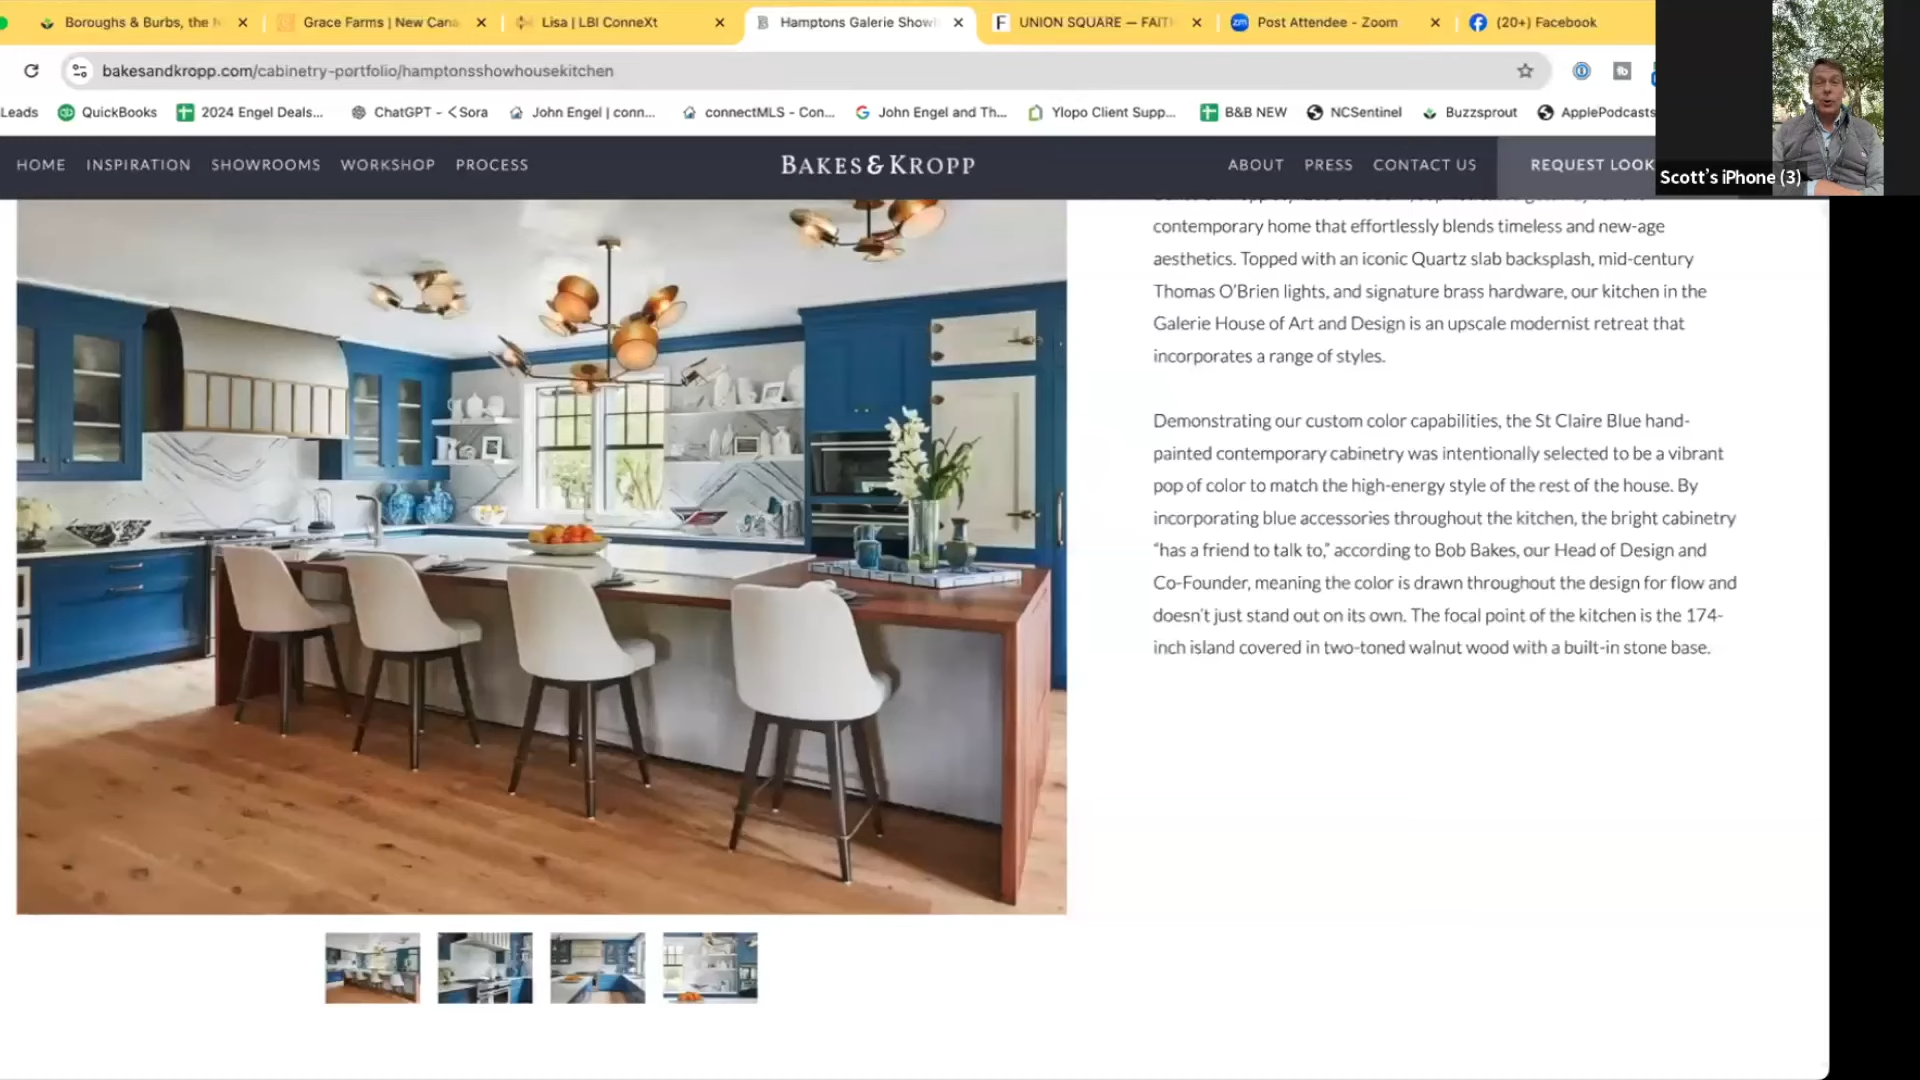 Boroughs & Burbs, the
Grace Farms | New Cana
Lisa | LBI ConneXt
Hamptons Galerie Show
UNION SQUARE — FAIT
zm Post Attendee - Zoom
(20+) Facebook
bakesandkropp.com/cabinetry-portfolio/hamptonsshowhousekitchen
Leads
QuickBooks
2024 Engel Deals...
ChatGPT - < Sora
John Engel | conn...
connectMLS - Con...
John Engel and Th...
Ylopo Client Supp...
B&B NEW
NCSentinel
Buzzsprout
ApplePodcasts
Scott's iPhone (3)
HOME INSPIRATION SHOWROOMS WORKSHOP PROCESS
BAKES & KROPP
ABOUT PRESS CONTACT US REQUEST LOOK
contemporary home that effortlessly blends timeless and new-age
aesthetics. Topped with an iconic Quartz slab backsplash, mid-century
Thomas O'Brien lights, and signature brass hardware, our kitchen in the
Galerie House of Art and Design is an upscale modernist retreat that
incorporates a range of styles.
Demonstrating our custom color capabilities, the St Claire Blue hand-
painted contemporary cabinetry was intentionally selected to be a vibrant
pop of color to match the high-energy style of the rest of the house. By
incorporating blue accessories throughout the kitchen, the bright cabinetry
"has a friend to talk to," according to Bob Bakes, our Head of Design and
Co-Founder, meaning the color is drawn throughout the design for flow and
doesn't just stand out on its own. The focal point of the kitchen is the 174-
inch island covered in two-toned walnut wood with a built-in stone base.